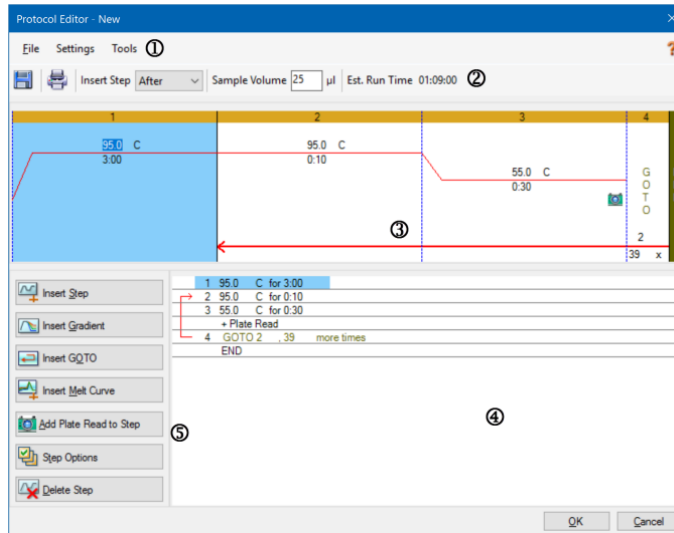 Protocol Editor - New
File Settings Tools ①
Insert Step After Sample Volume 25 µl Est. Run Time 01:09:00 ②
1 2 3 4
95.0 C 95.0 C
3:00 0:10
55.0 C
0:30
G
O
T
O
③
2
39 x
Insert Step
Insert Gradient
Insert GOTO
Insert Melt Curve
Add Plate Read to Step
Step Options
Delete Step
⑤
1 95.0 C for 3:00
2 95.0 C for 0:10
3 55.0 C for 0:30
+ Plate Read
4 GOTO 2 , 39 more times
END
④
OK Cancel